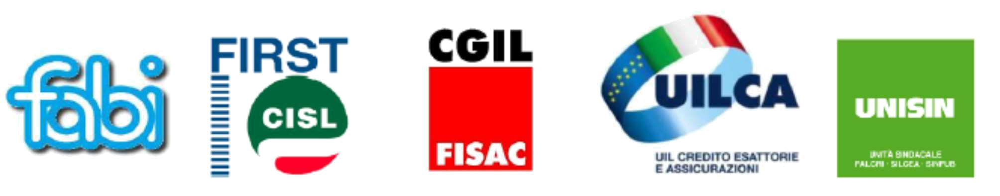 fabi
FIRST
CISL
CGIL
FISAC
UILCA
UIL CREDITO ESATTORIE
E ASSICURAZIONI
UNISIN
UNITÀ SINDACALE
FALCRI · SILCEA · SINFUB